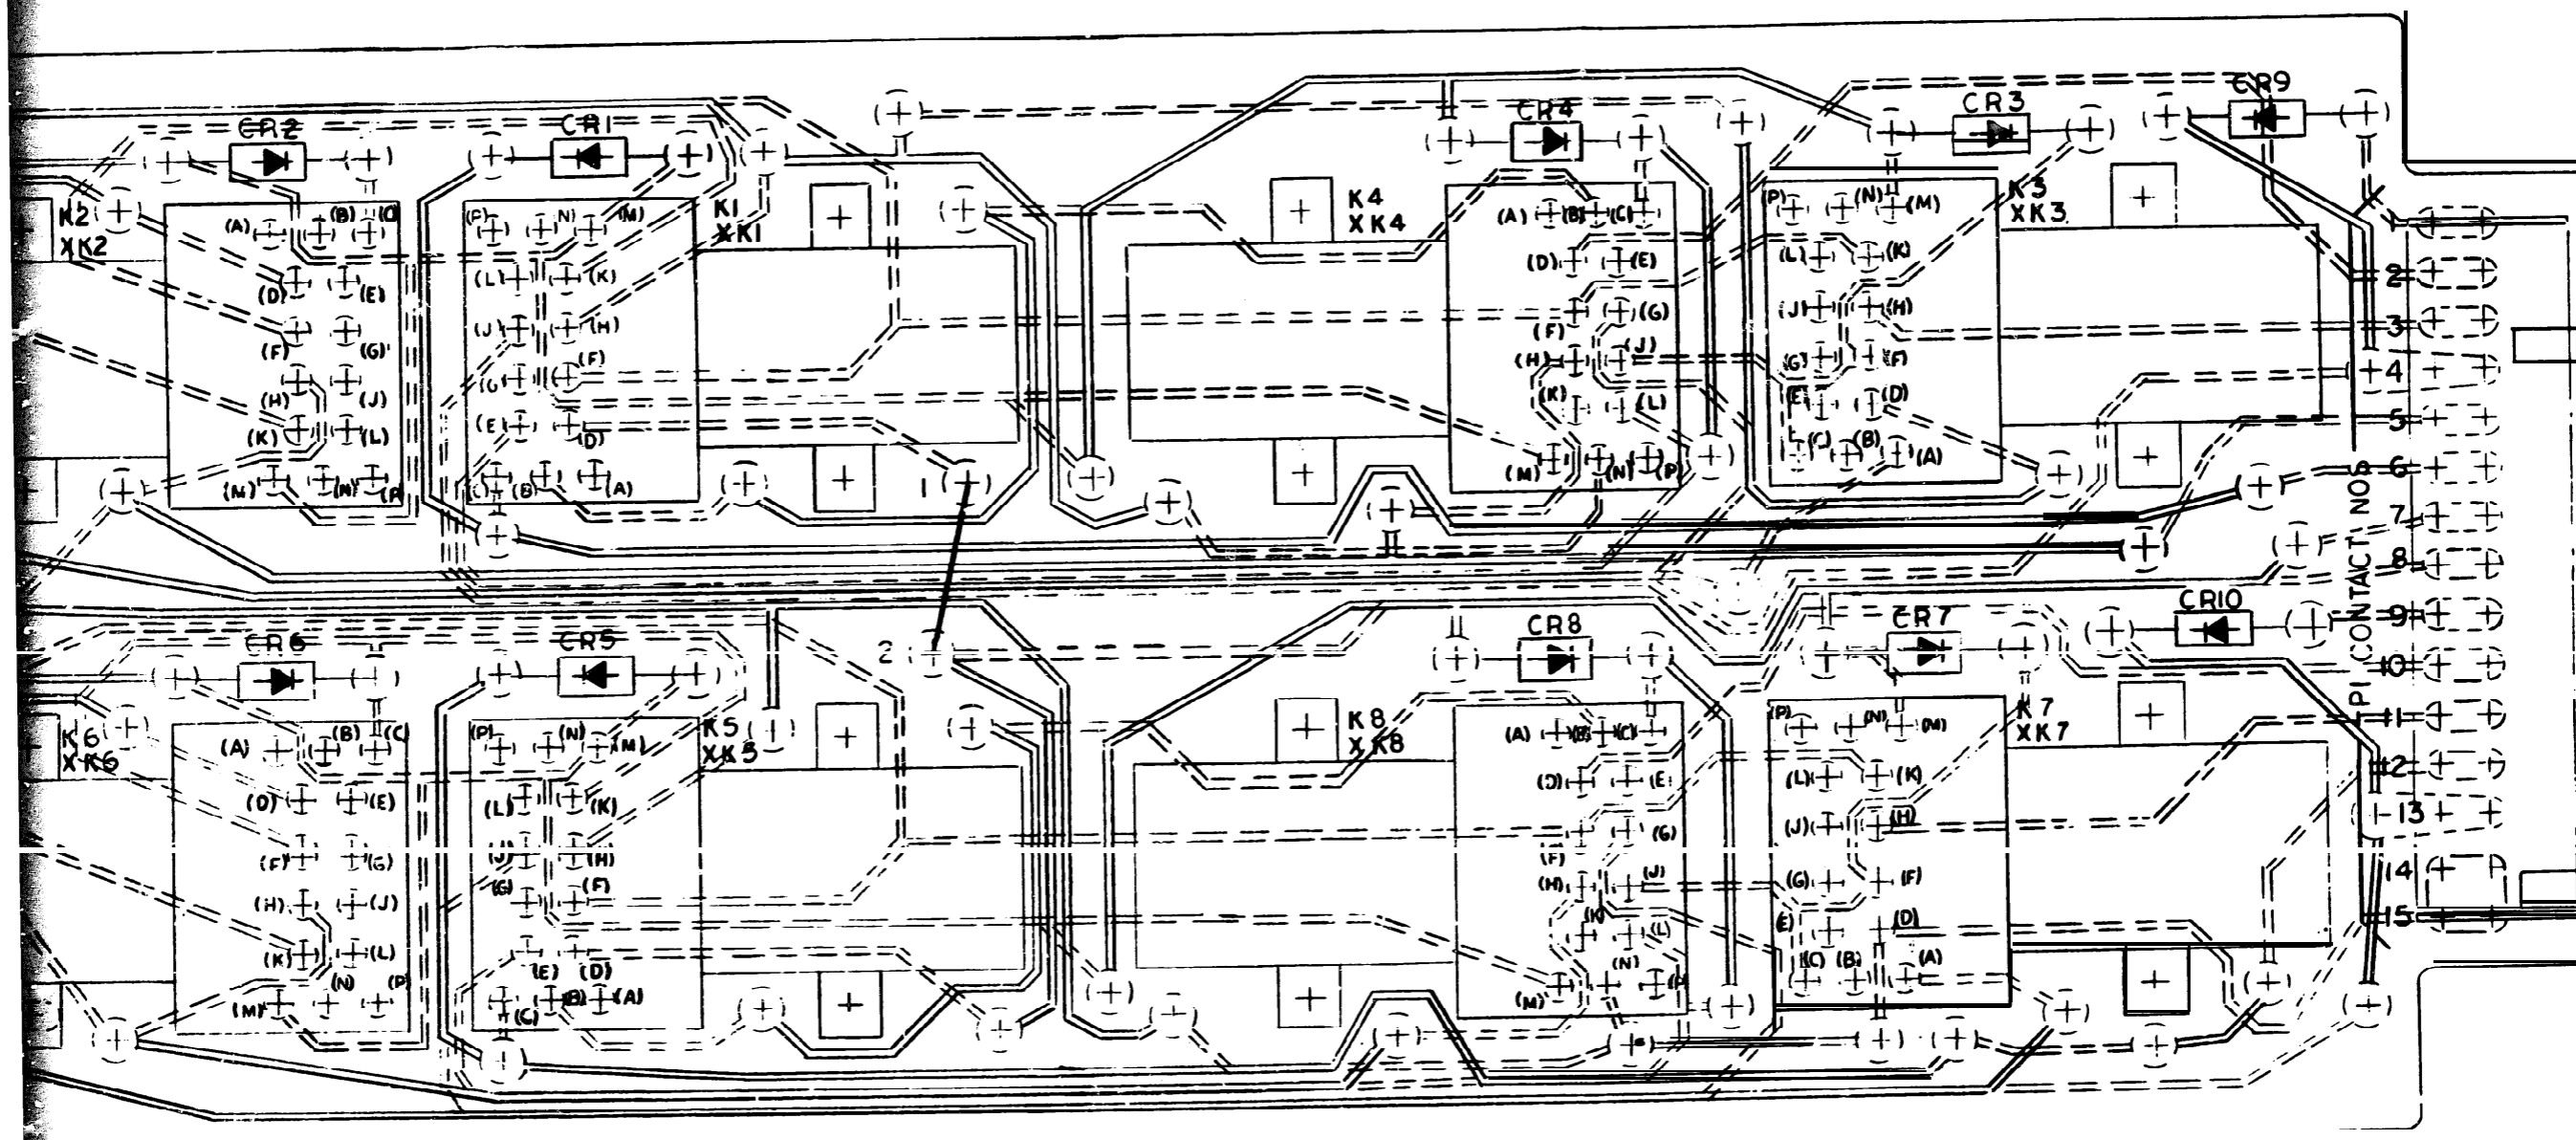 CR2
CR1
CR4
CR3
CR9
K2
XK2
(A)
(B)
(C)
(D)
(E)
(F)
(G)
(H)
(J)
(K)
(L)
(M)
(N)
(P)
K1
XK1
(P)
(N)
(M)
(L)
(K)
(J)
(H)
(G)
(F)
(E)
(D)
(C)
(B)
(A)
1
K4
XK4
(A)
(B)
(C)
(D)
(E)
(F)
(G)
(H)
(J)
(K)
(L)
(M)
(N)
(P)
K3
XK3
(P)
(N)
(M)
(L)
(K)
(J)
(H)
(G)
(F)
(E)
(D)
(C)
(B)
(A)
P1 CONTACT NOS
2
3
4
5
6
7
8
9
10
11
12
13
14
15
CR6
CR5
2
CR8
CR7
CR10
K6
XK6
(A)
(B)
(C)
(D)
(E)
(F)
(G)
(H)
(J)
(K)
(L)
(M)
(N)
(P)
K5
XK5
(P)
(N)
(M)
(L)
(K)
(J)
(H)
(G)
(F)
(E)
(D)
(C)
(B)
(A)
K8
XK8
(A)
(B)
(C)
(D)
(E)
(F)
(G)
(H)
(J)
(K)
(L)
(M)
(N)
(P)
K7
XK7
(P)
(N)
(M)
(L)
(K)
(J)
(H)
(G)
(F)
(E)
(D)
(C)
(B)
(A)